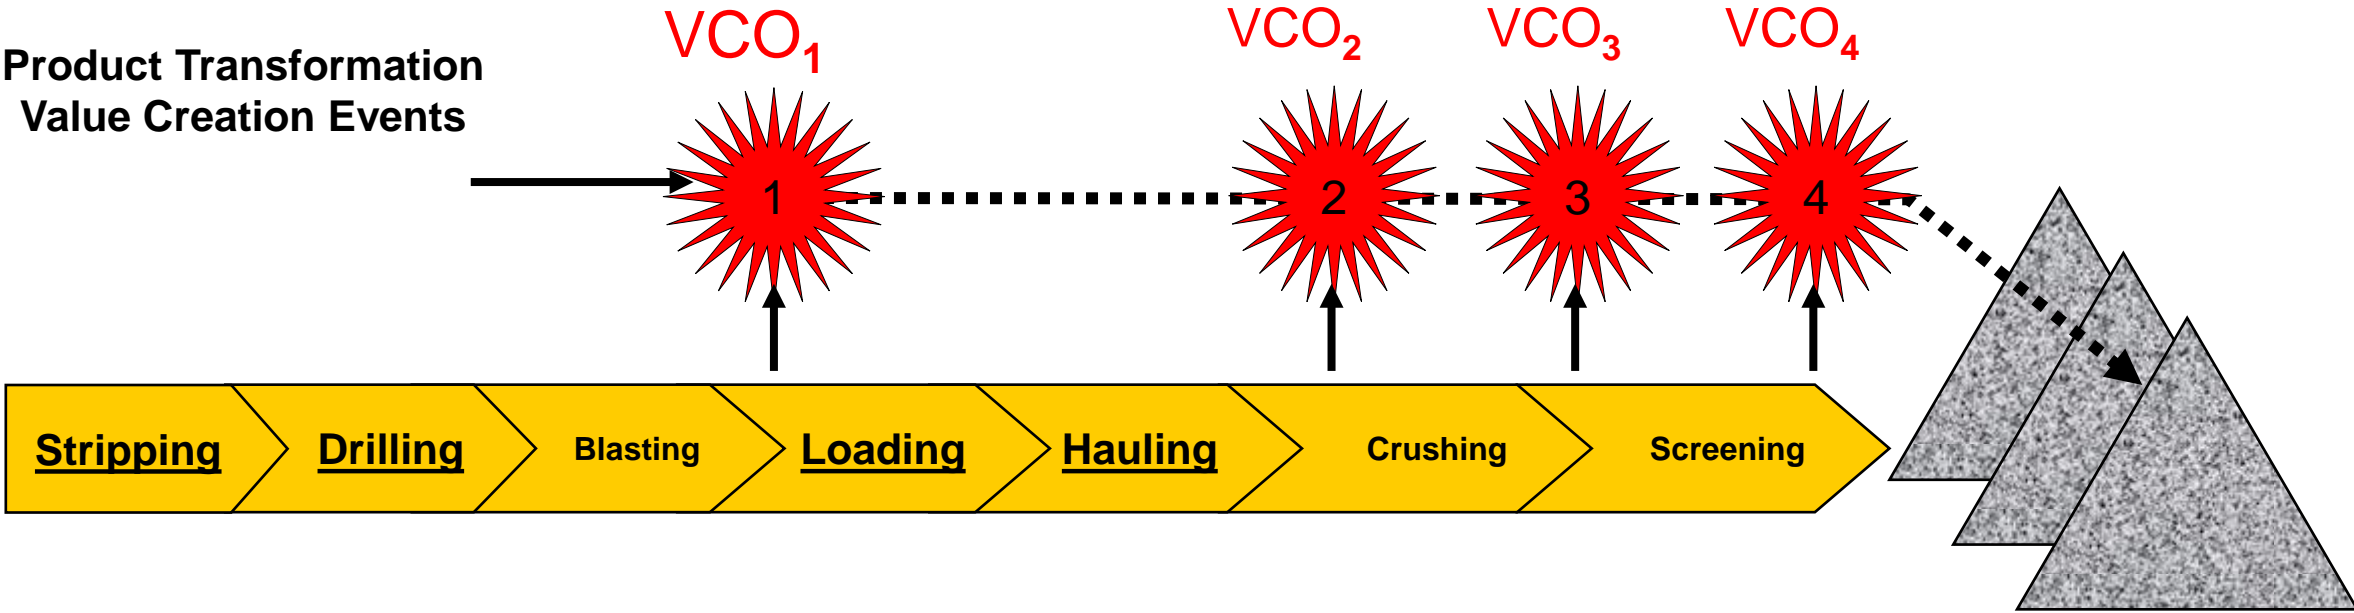 Product Transformation
Value Creation Events
VCO₁
VCO₂
VCO₃
VCO₄
1
2
3
4
Stripping
Drilling
Blasting
Loading
Hauling
Crushing
Screening